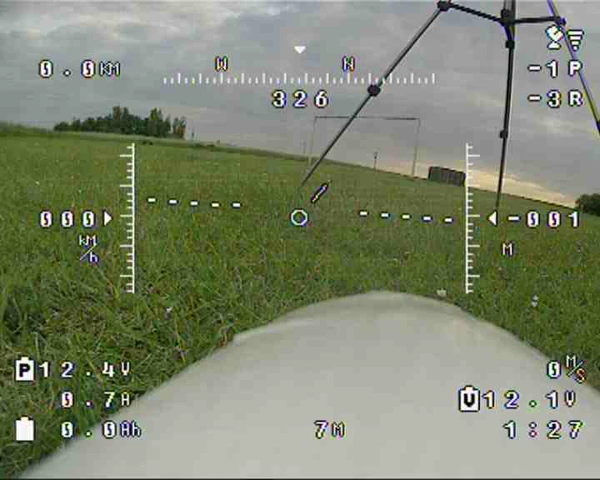 0.0KM
W N
-1P
326
-3R
000
-001
KM/h
M
P12.4V
0M/S
0.7A
V12.1V
0.0Ah
7M
1:27